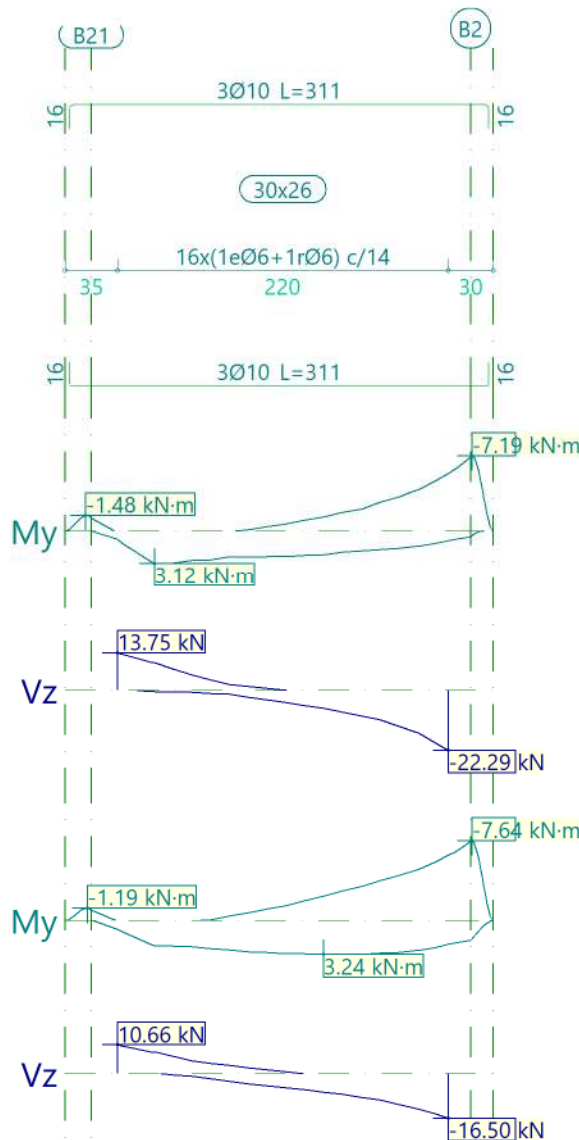 B21 B2
3Ø10 L=311
16 16
30x26
16x(1eØ6+1rØ6) c/14
35 220 30
16 16
3Ø10 L=311
-7.19 kN·m
-1.48 kN·m
My
3.12 kN·m
13.75 kN
Vz
-22.29 kN
-7.64 kN·m
-1.19 kN·m
My
3.24 kN·m
10.66 kN
Vz
-16.50 kN